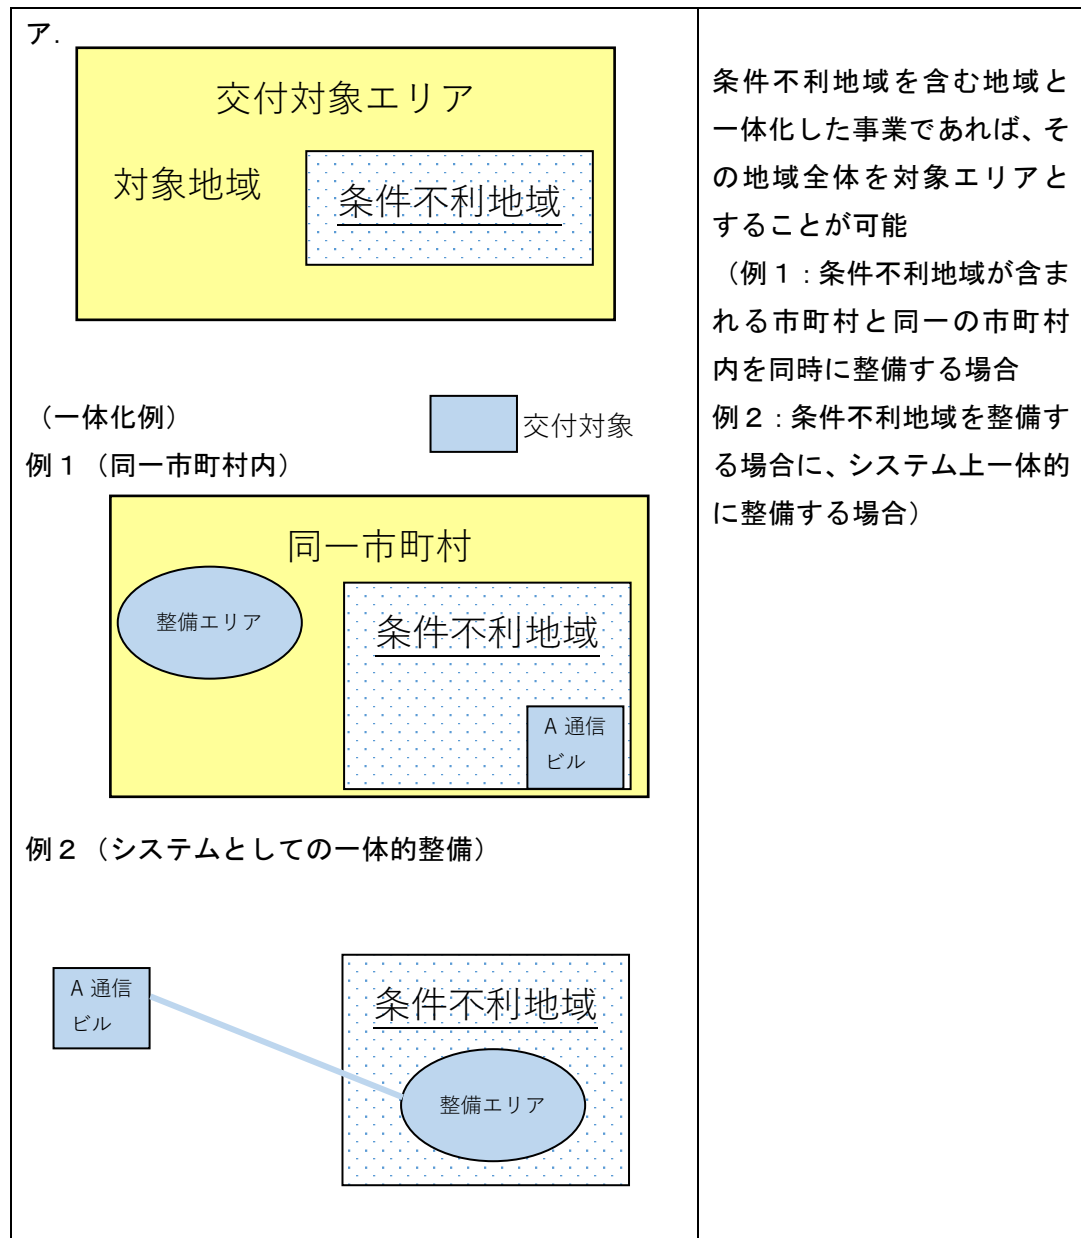 ア.
交付対象エリア
対象地域
条件不利地域
(一体化例)
交付対象
例1(同一市町村内)
同一市町村
整備エリア
条件不利地域
A 通信
ビル
例2(システムとしての一体的整備)
A 通信
ビル
条件不利地域
整備エリア
条件不利地域を含む地域と
一体化した事業であれば、そ
の地域全体を対象エリアと
することが可能
(例1:条件不利地域が含ま
れる市町村と同一の市町村
内を同時に整備する場合
例2:条件不利地域を整備す
る場合に、システム上一体的
に整備する場合)